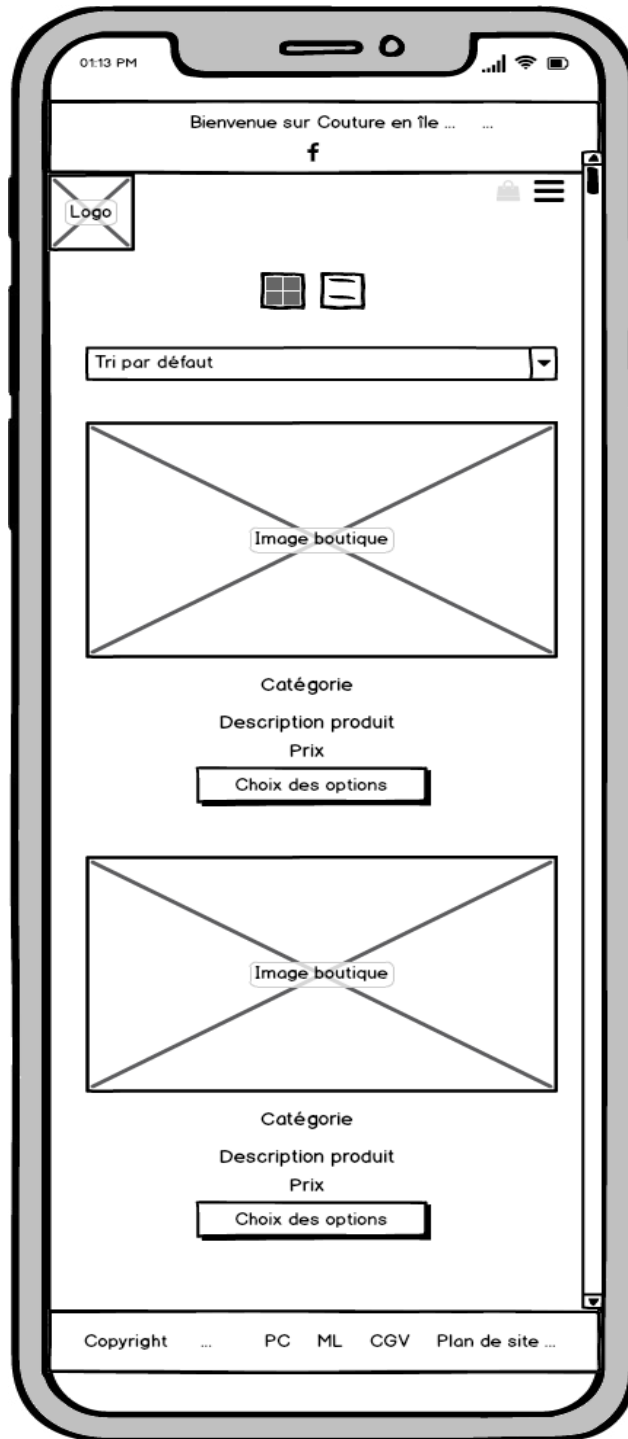 01:13 PM
Bienvenue sur Couture en île ... ...
f
Logo
Tri par défaut
Image boutique
Catégorie
Description produit
Prix
Choix des options
Image boutique
Catégorie
Description produit
Prix
Choix des options
Copyright ... PC ML CGV Plan de site ...